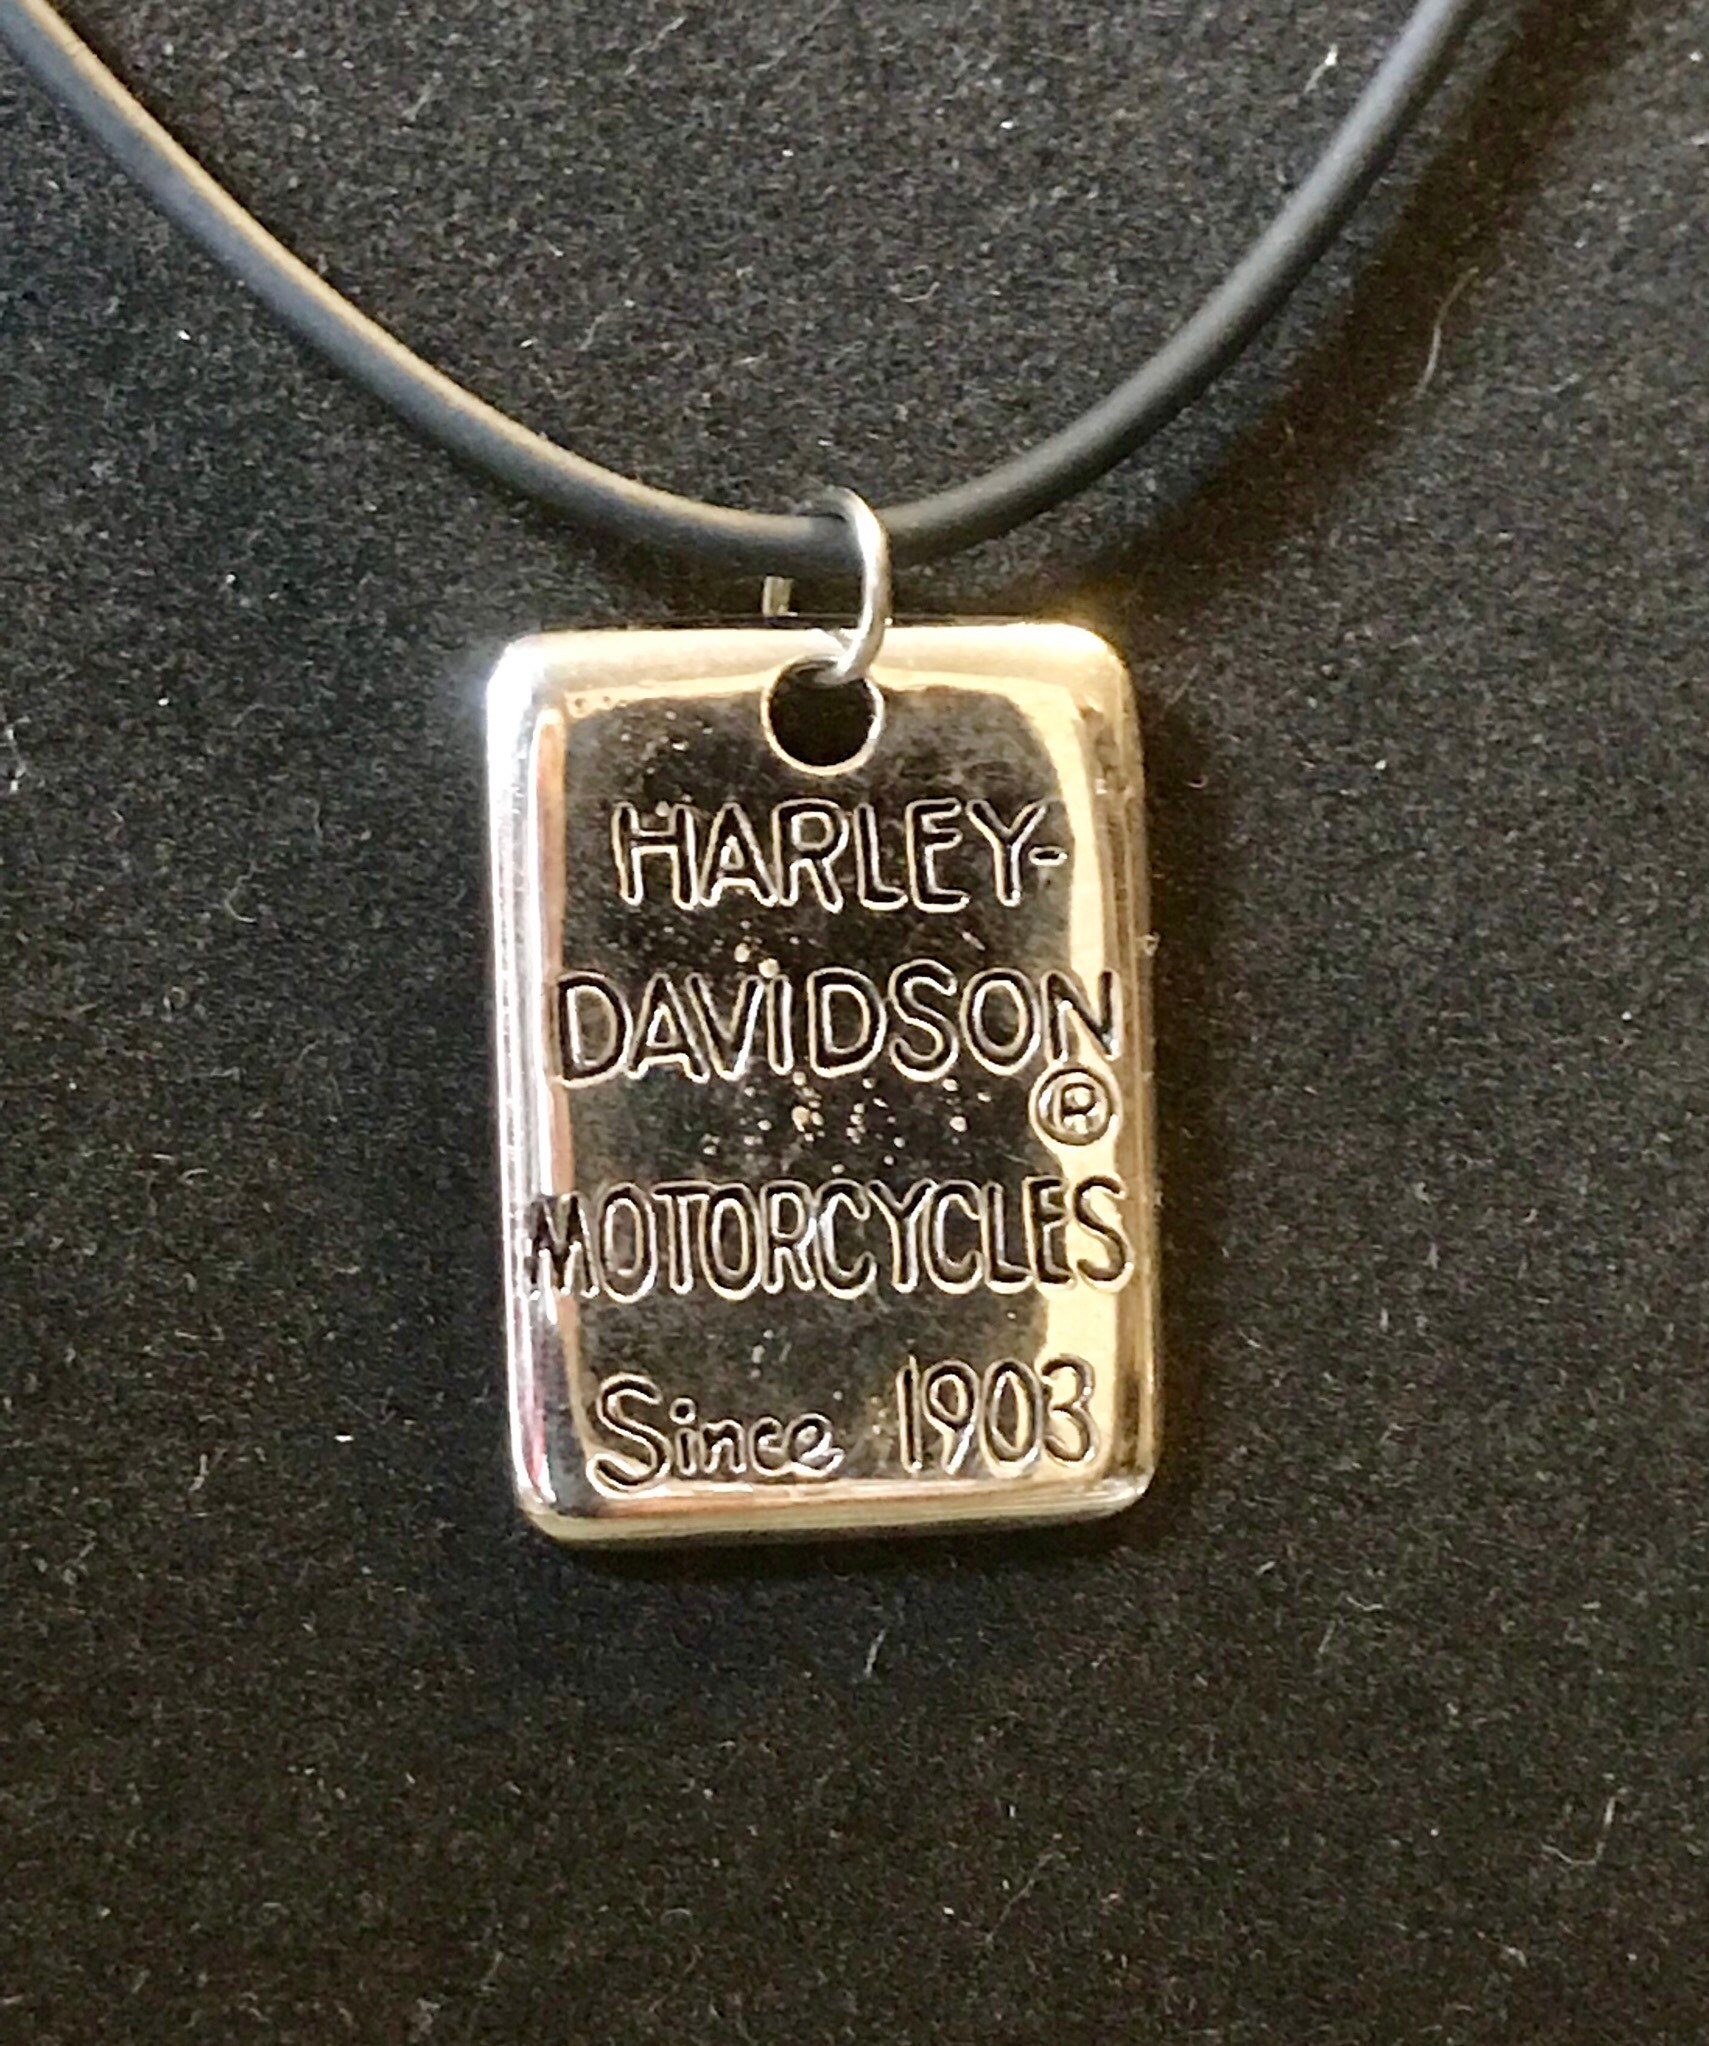 HARLEY-
DAVIDSON
®
MOTORCYCLES
Since 1903